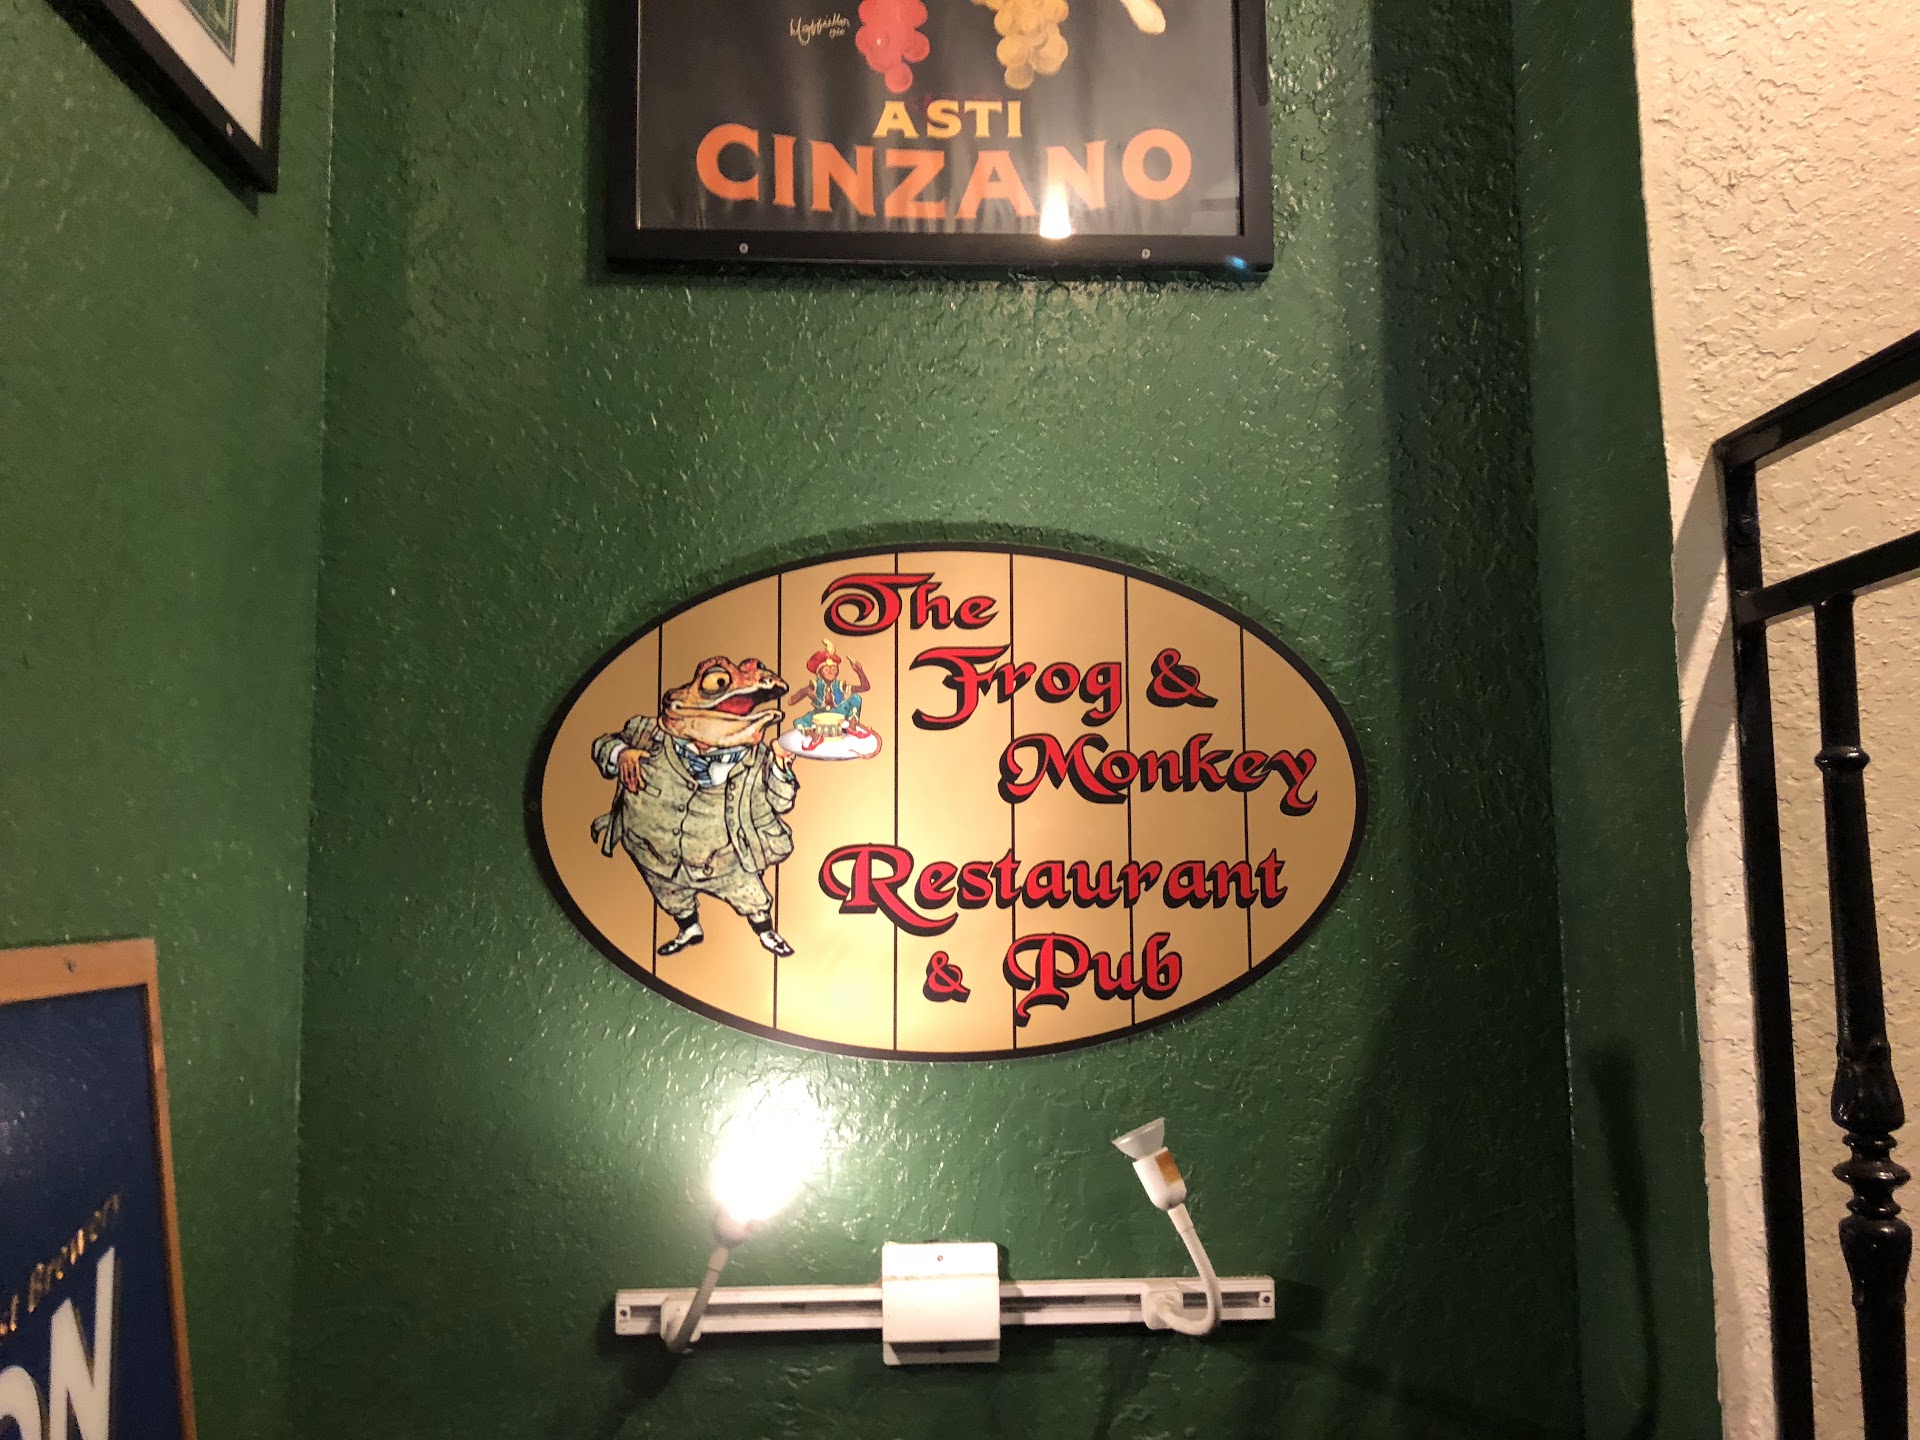 ASTI
CINZANO
The
Frog &
Monkey
Restaurant
& Pub